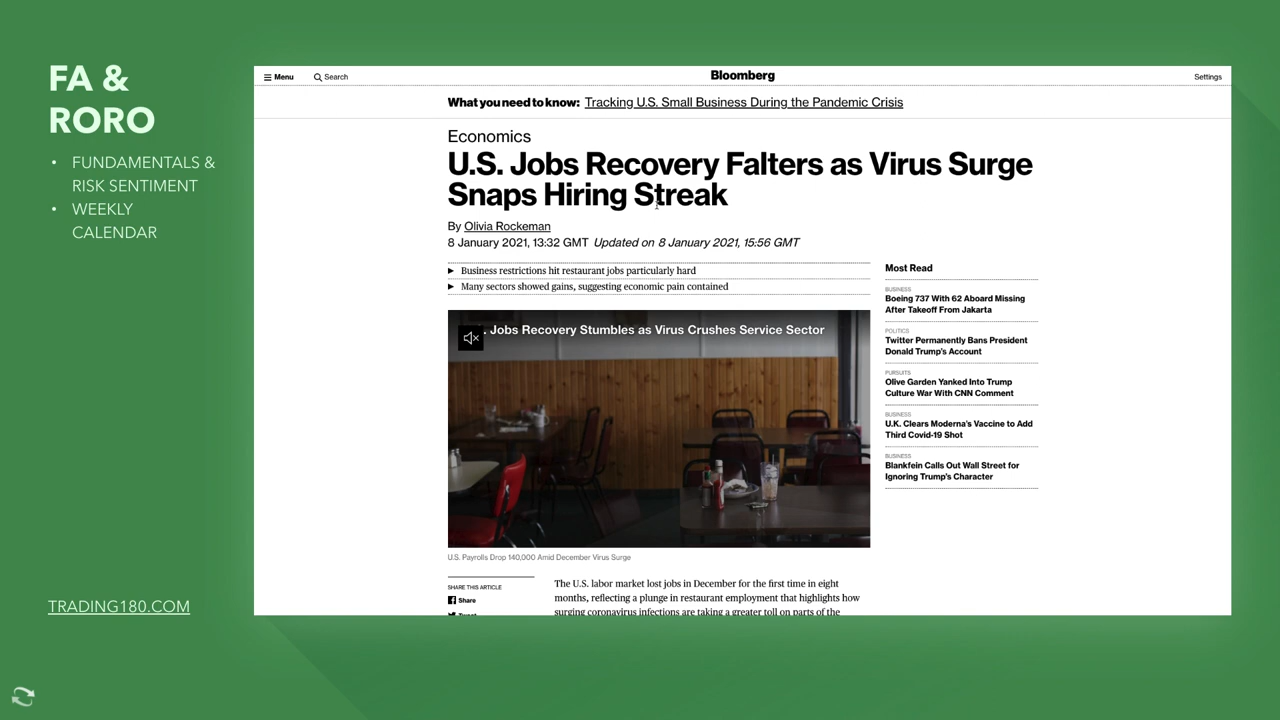 FA &
RORO
• FUNDAMENTALS &
RISK SENTIMENT
• WEEKLY
CALENDAR
TRADING180.COM
Menu
Search
Bloomberg
Settings
What you need to know: Tracking U.S. Small Business During the Pandemic Crisis
Economics
U.S. Jobs Recovery Falters as Virus Surge
Snaps Hiring Streak
By Olivia Rockeman
8 January 2021, 13:32 GMT Updated on 8 January 2021, 15:56 GMT
Business restrictions hit restaurant jobs particularly hard
Many sectors showed gains, suggesting economic pain contained
. Jobs Recovery Stumbles as Virus Crushes Service Sector
U.S. Payrolls Drop 140,000 Amid December Virus Surge
SHARE THIS ARTICLE
Share
Tweet
The U.S. labor market lost jobs in December for the first time in eight
months, reflecting a plunge in restaurant employment that highlights how
surging coronavirus infections are taking a greater toll on parts of the
Most Read
BUSINESS
Boeing 737 With 62 Aboard Missing
After Takeoff From Jakarta
POLITICS
Twitter Permanently Bans President
Donald Trump's Account
PURSUITS
Olive Garden Yanked Into Trump
Culture War With CNN Comment
BUSINESS
U.K. Clears Moderna's Vaccine to Add
Third Covid-19 Shot
BUSINESS
Blankfein Calls Out Wall Street for
Ignoring Trump's Character